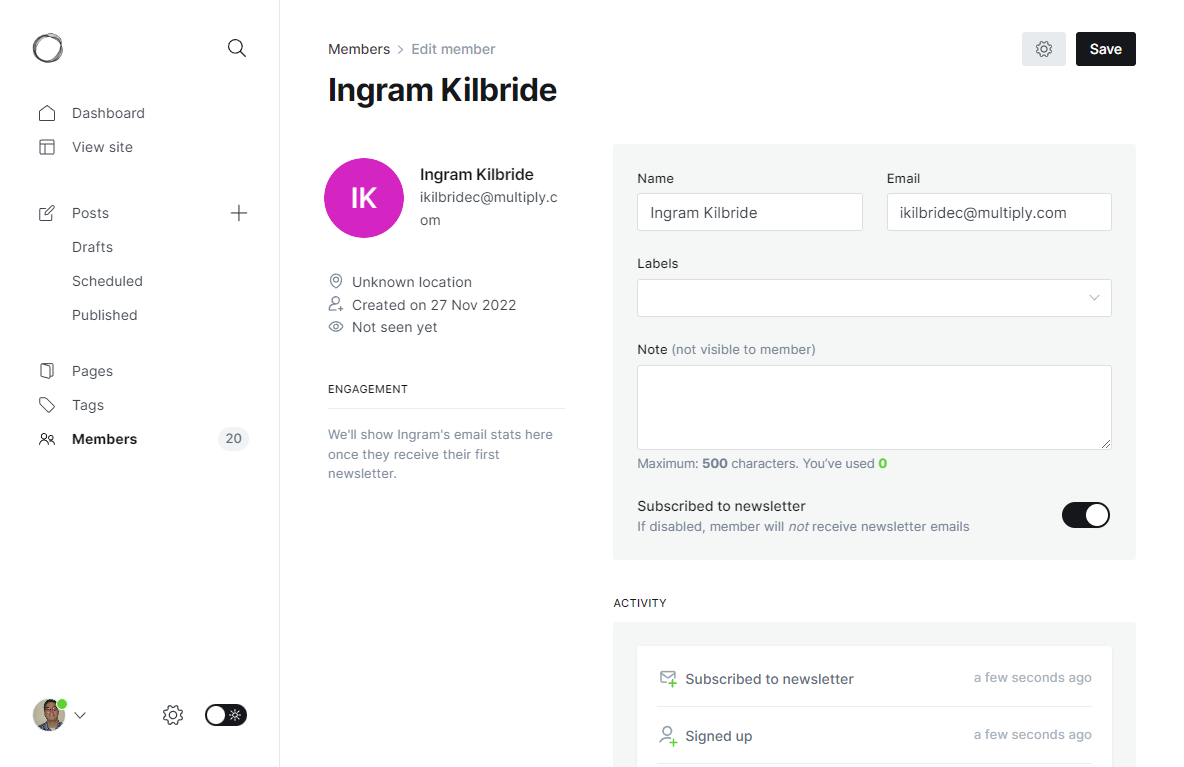 Dashboard
View site
Posts
Drafts
Scheduled
Published
Pages
Tags
Members 20
Members > Edit member
Save
Ingram Kilbride
IK
Ingram Kilbride
ikilbridec@multiply.c
om
Unknown location
Created on 27 Nov 2022
Not seen yet
ENGAGEMENT
We'll show Ingram's email stats here
once they receive their first
newsletter.
Name Email
Ingram Kilbride ikilbridec@multiply.com
Labels
Note (not visible to member)
Maximum: 500 characters. You've used 0
Subscribed to newsletter
If disabled, member will not receive newsletter emails
ACTIVITY
Subscribed to newsletter a few seconds ago
Signed up a few seconds ago